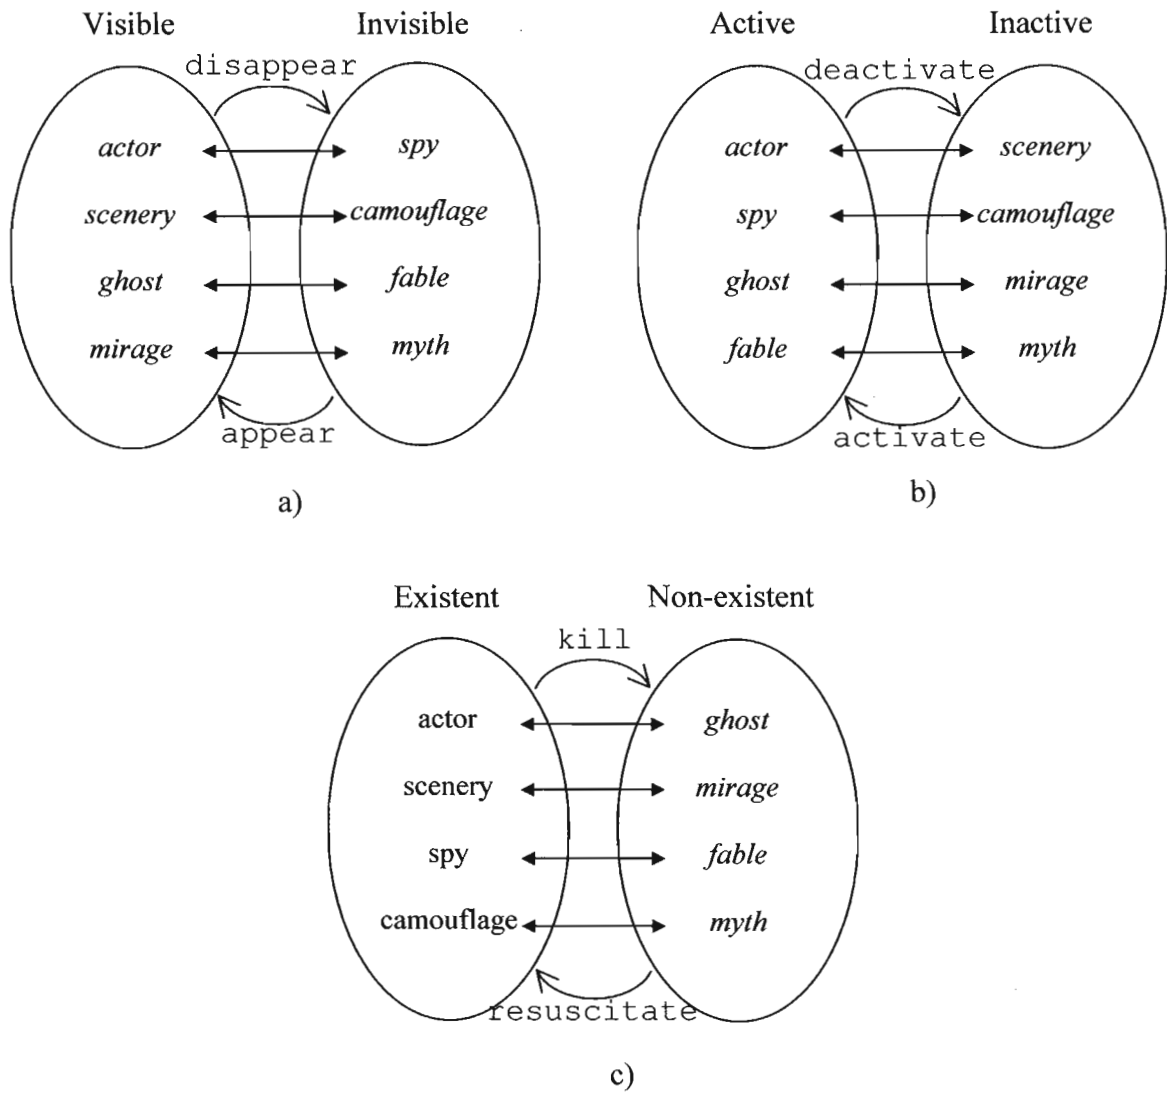 Visible Invisible
disappear
actor spy
scenery camouflage
ghost fable
mirage myth
appear
a)
Active Inactive
deactivate
actor scenery
spy camouflage
ghost mirage
fable myth
activate
b)
Existent Non-existent
kill
actor ghost
scenery mirage
spy fable
camouflage myth
resuscitate
c)